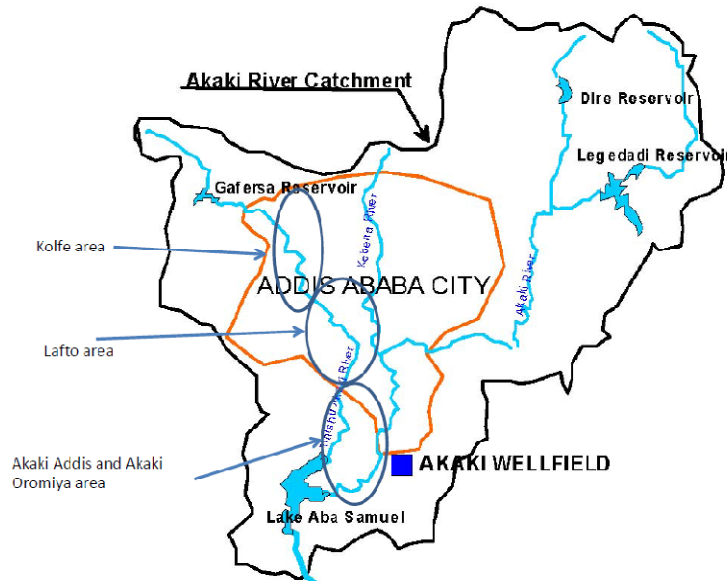 Akaki River Catchment
Dire Reservoir
Legedadi Reservoir
Gafersa Reservoir
Kebena River
Kolfe area
ADDIS ABABA CITY
Akaki River
Lafto area
River
Akaki Addis and Akaki
Oromiya area
AKAKI WELLFIELD
Lake Aba Samuel